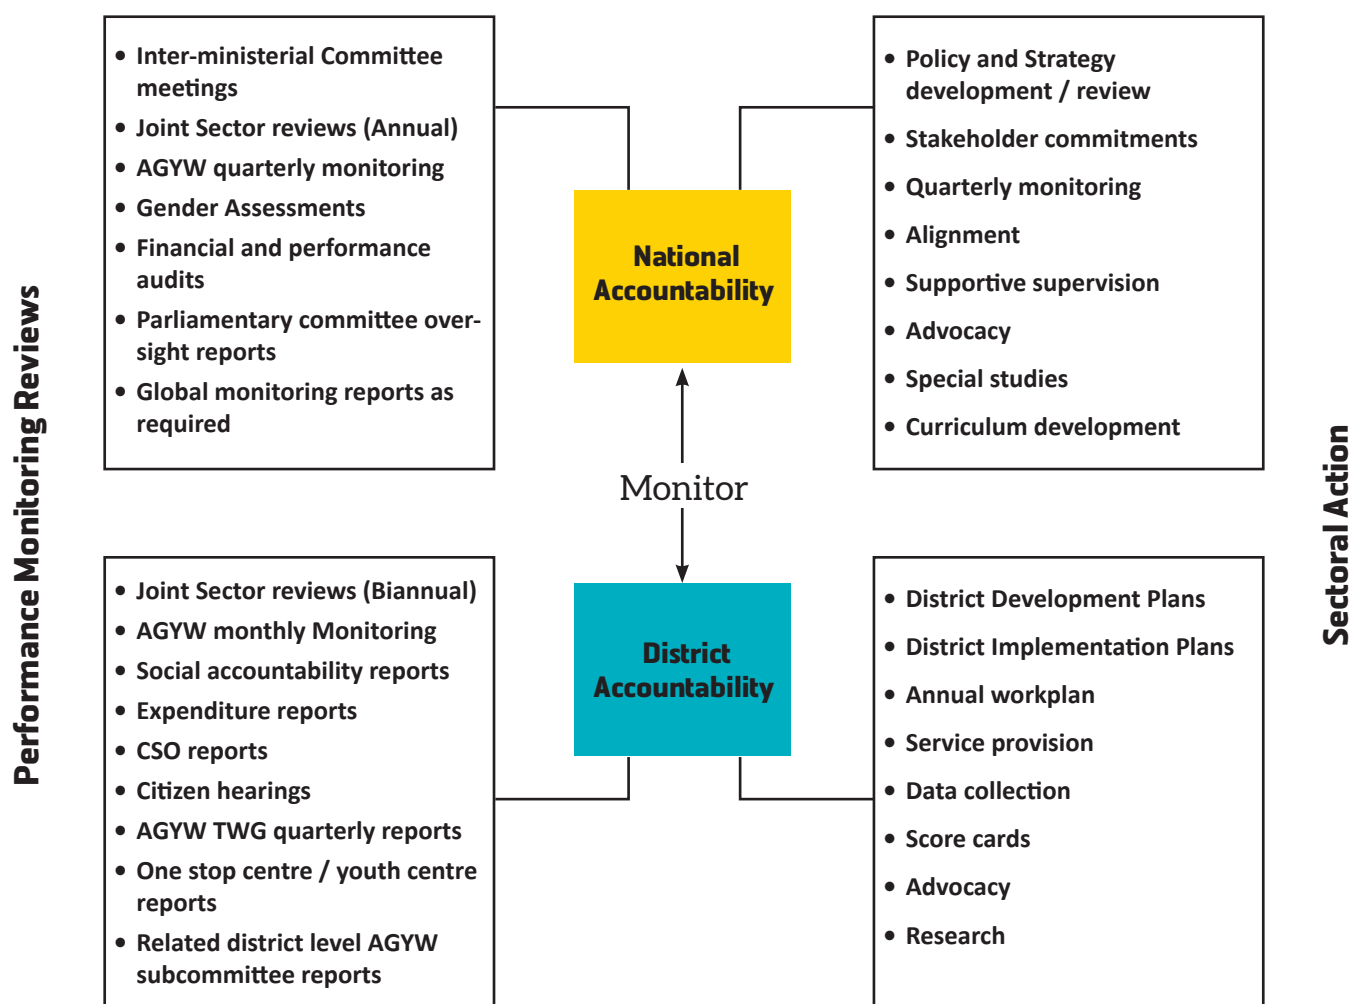 Performance Monitoring Reviews
• Inter-ministerial Committee
meetings
• Joint Sector reviews (Annual)
• AGYW quarterly monitoring
• Gender Assessments
• Financial and performance
audits
• Parliamentary committee over-
sight reports
• Global monitoring reports as
required
National
Accountability
• Policy and Strategy
development / review
• Stakeholder commitments
• Quarterly monitoring
• Alignment
• Supportive supervision
• Advocacy
• Special studies
• Curriculum development
Monitor
• Joint Sector reviews (Biannual)
• AGYW monthly Monitoring
• Social accountability reports
• Expenditure reports
• CSO reports
• Citizen hearings
• AGYW TWG quarterly reports
• One stop centre / youth centre
reports
• Related district level AGYW
subcommittee reports
District
Accountability
• District Development Plans
• District Implementation Plans
• Annual workplan
• Service provision
• Data collection
• Score cards
• Advocacy
• Research
Sectoral Action